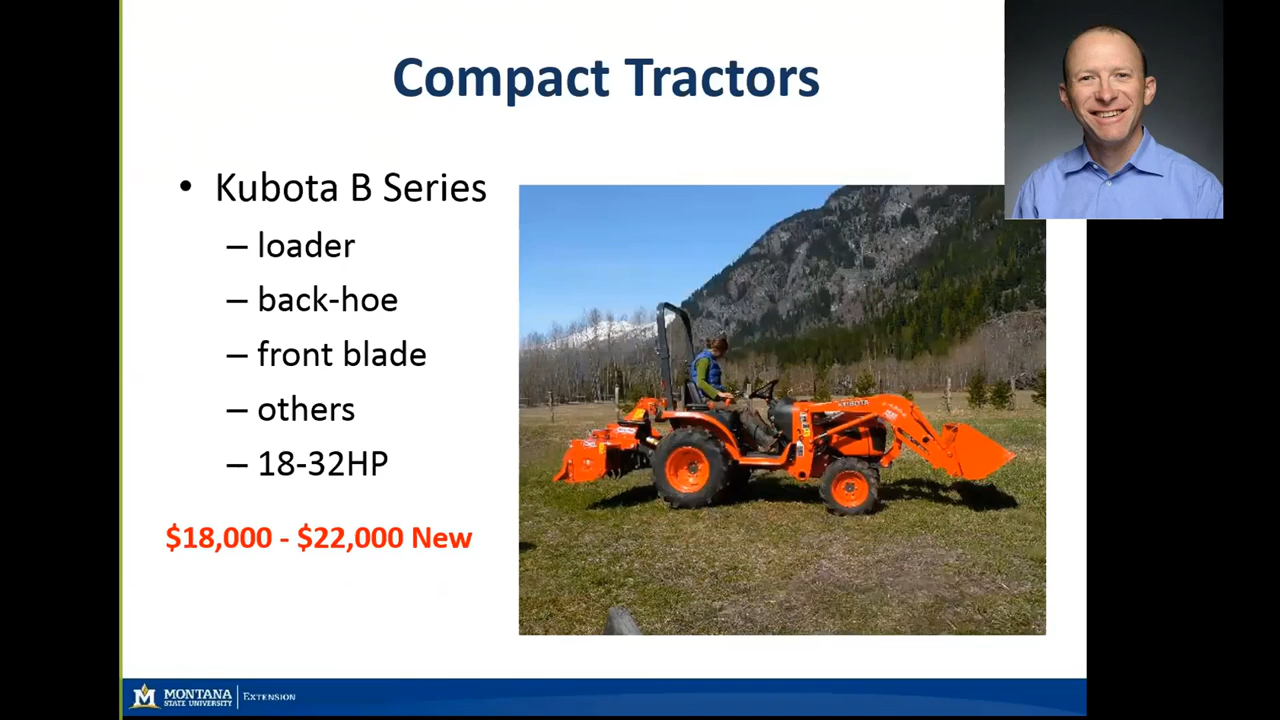 Compact Tractors
• Kubota B Series
– loader
– back-hoe
– front blade
– others
– 18-32HP
$18,000 - $22,000 New
KUBOTA
M MONTANA
STATE UNIVERSITY
EXTENSION